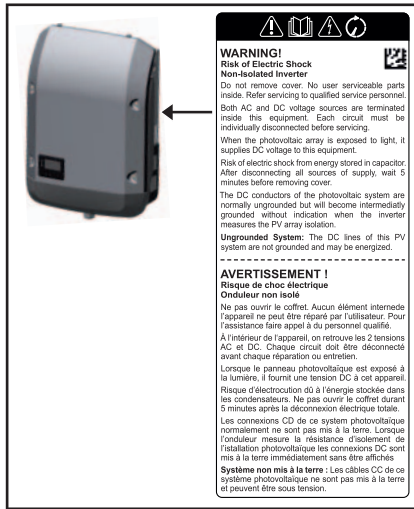 WARNING!
Risk of Electric Shock
Non-Isolated Inverter
Do not remove cover. No user serviceable parts
inside. Refer servicing to qualified service personnel.
Both AC and DC voltage sources are terminated
inside this equipment. Each circuit must be
individually disconnected before servicing.
When the photovoltaic array is exposed to light, it
supplies DC voltage to this equipment.
Risk of electric shock from energy stored in capacitor.
After disconnecting all sources of supply, wait 5
minutes before removing cover.
The DC conductors of the photovoltaic system are
normally ungrounded but will become intermediatly
grounded without indication when the inverter
measures the PV array isolation.
Ungrounded System: The DC lines of this PV
system are not grounded and may be energized.
AVERTISSEMENT !
Risque de choc électrique
Onduleur non isolé
Ne pas ouvrir le coffret. Aucun élément internede
l'appareil ne peut être réparé par l'utilisateur. Pour
l'assistance faire appel à du personnel qualifié.
À l'intérieur de l'appareil, on retrouve les 2 tensions
AC et DC. Chaque circuit doit être déconnecté
avant chaque réparation ou entretien.
Lorsque le panneau photovoltaïque est exposé à
la lumière, il fournit une tension DC à cet appareil.
Risque d'électrocution dû à l'énergie stockée dans
les condensateurs. Ne pas ouvrir le coffret durant
5 minutes après la déconnexion électrique totale.
Les connexions CD de ce system photovoltaïque
normalement ne sont pas mis à la terre. Lorsque
l'onduleur mesure la résistance d'isolement de
l'istallation photovoltaïque les connexions DC sont
mis à la terre immédiatement sans être affichés
Système non mis à la terre : Les câbles CC de ce
système photovoltaïque ne sont pas mis à la terre
et peuvent être sous tension.